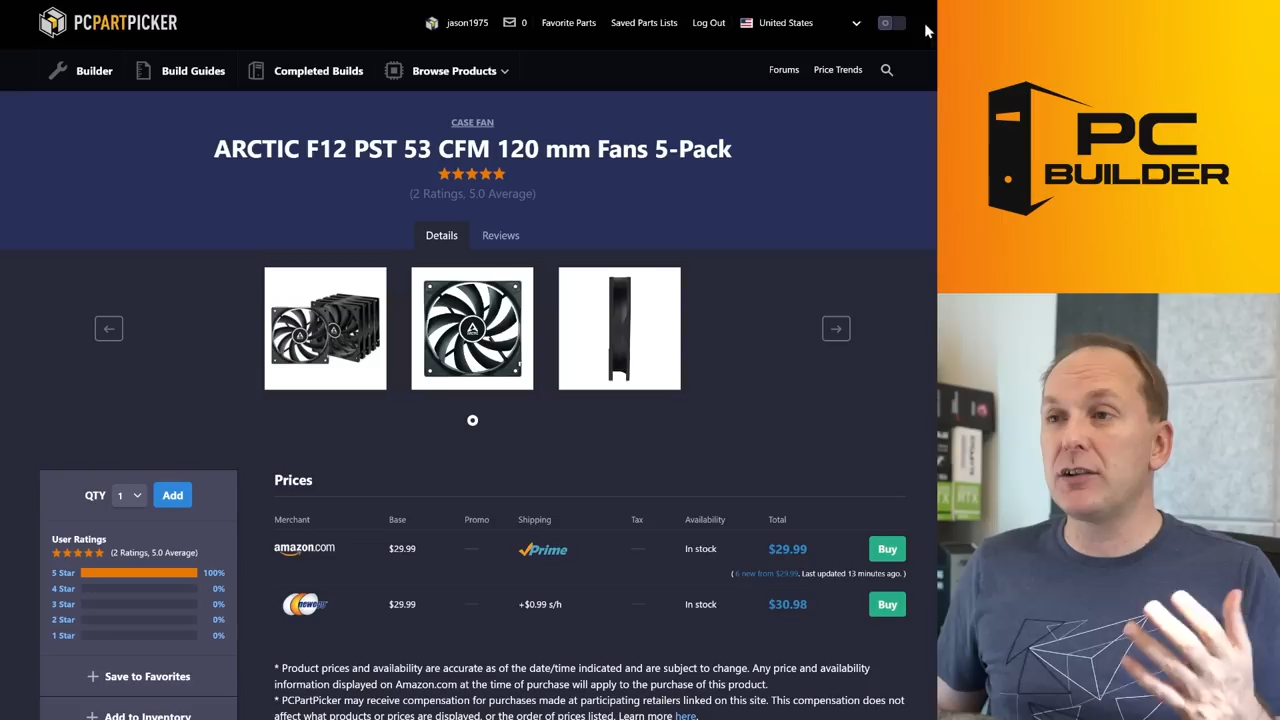 PCPARTPICKER
jason1975
0
Favorite Parts
Saved Parts Lists
Log Out
United States
Builder
Build Guides
Completed Builds
Browse Products
Forums
Price Trends
CASE FAN
ARCTIC F12 PST 53 CFM 120 mm Fans 5-Pack
(2 Ratings, 5.0 Average)
Details
Reviews
QTY 1 Add
User Ratings
(2 Ratings, 5.0 Average)
5 Star 100%
4 Star 0%
3 Star 0%
2 Star 0%
1 Star 0%
Save to Favorites
Add to Inventory
Prices
Merchant Base Promo Shipping Tax Availability Total
amazon.com $29.99 — Prime — In stock $29.99 Buy
( 6 new from $29.99, Last updated 13 minutes ago. )
newegg $29.99 — +$0.99 s/h — In stock $30.98 Buy
* Product prices and availability are accurate as of the date/time indicated and are subject to change. Any price and availability
information displayed on Amazon.com at the time of purchase will apply to the purchase of this product.
* PCPartPicker may receive compensation for purchases made at participating retailers linked on this site. This compensation does not
affect what products or prices are displayed, or the order of prices listed. Learn more here.
PC
BUILDER